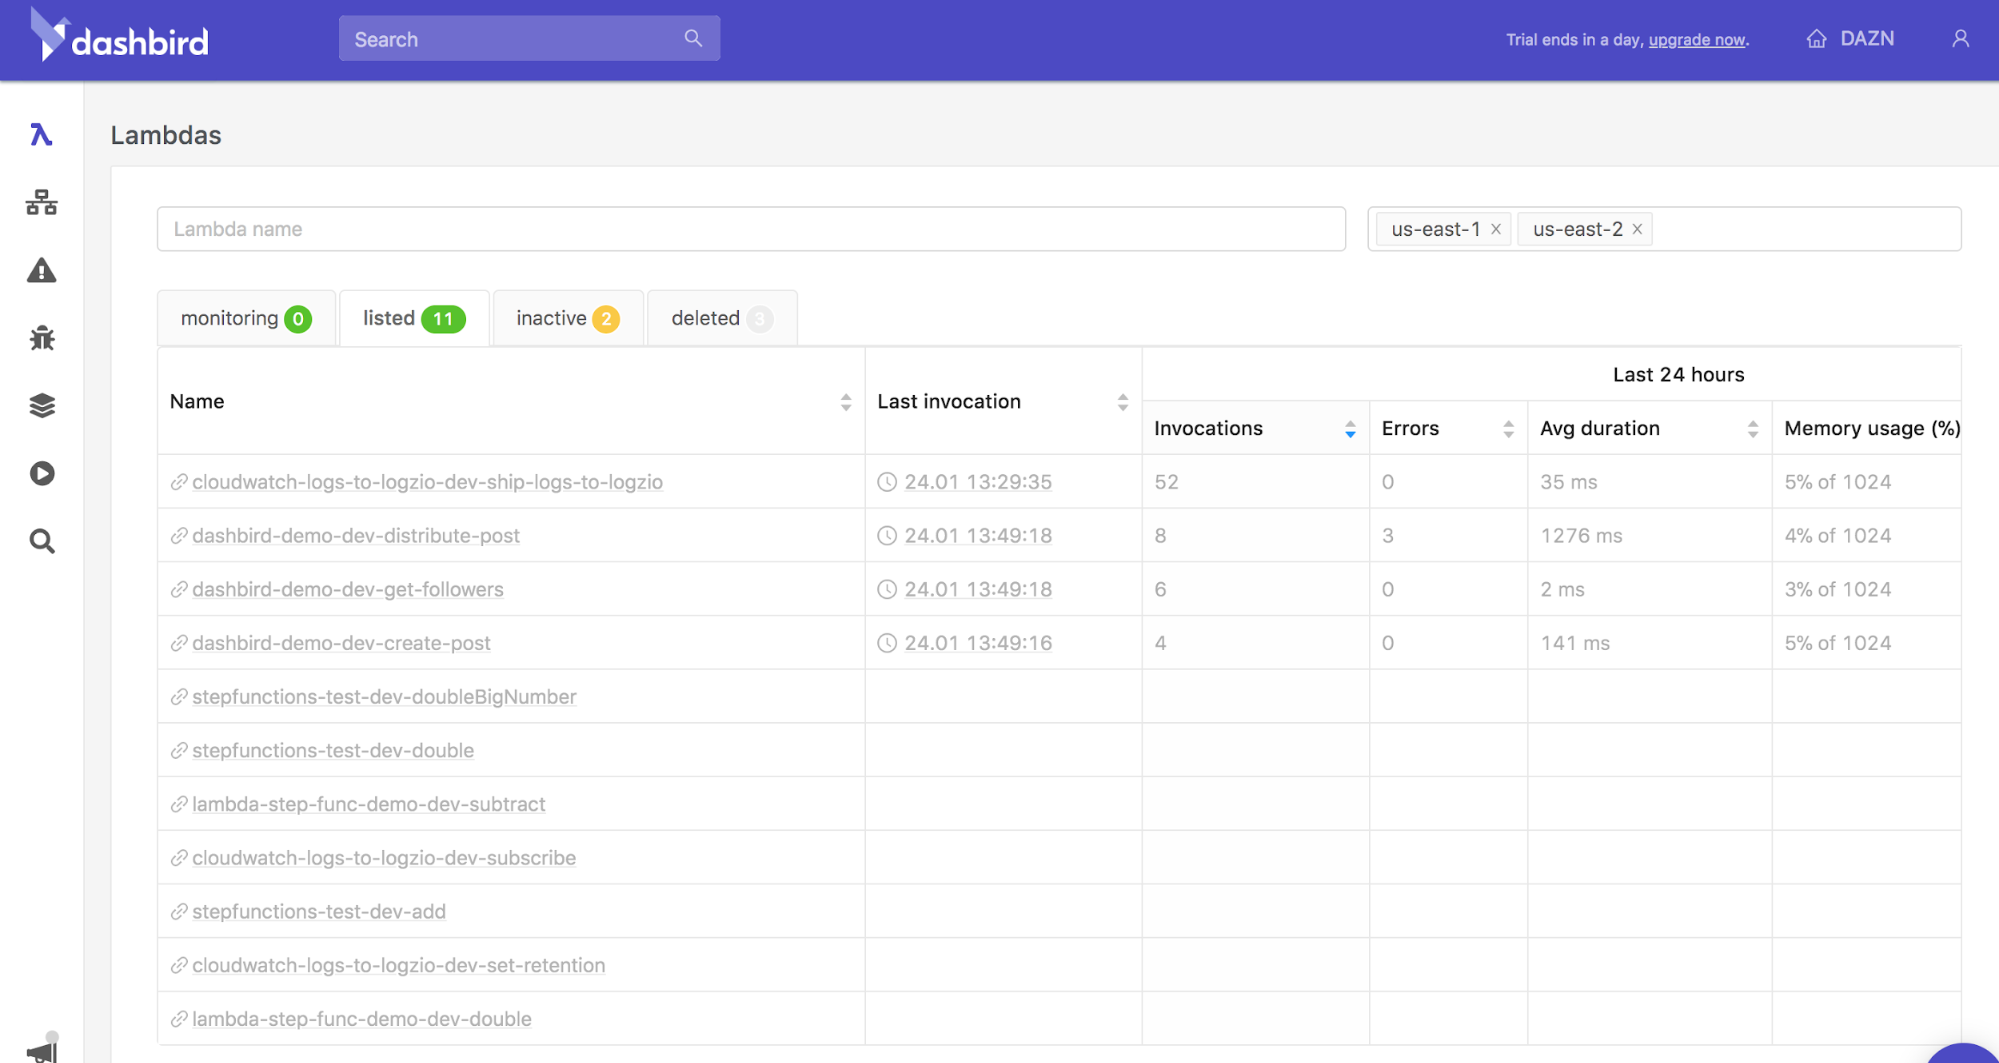 dashbird
Search
Trial ends in a day, upgrade now.
DAZN
Lambdas
Lambda name
us-east-1
us-east-2
monitoring 0
listed 11
inactive 2
deleted 3
Last 24 hours
Name
Last invocation
Invocations
Errors
Avg duration
Memory usage (%)
cloudwatch-logs-to-logzio-dev-ship-logs-to-logzio 24.01 13:29:35 52 0 35 ms 5% of 1024
dashbird-demo-dev-distribute-post 24.01 13:49:18 8 3 1276 ms 4% of 1024
dashbird-demo-dev-get-followers 24.01 13:49:18 6 0 2 ms 3% of 1024
dashbird-demo-dev-create-post 24.01 13:49:16 4 0 141 ms 5% of 1024
stepfunctions-test-dev-doubleBigNumber
stepfunctions-test-dev-double
lambda-step-func-demo-dev-subtract
cloudwatch-logs-to-logzio-dev-subscribe
stepfunctions-test-dev-add
cloudwatch-logs-to-logzio-dev-set-retention
lambda-step-func-demo-dev-double